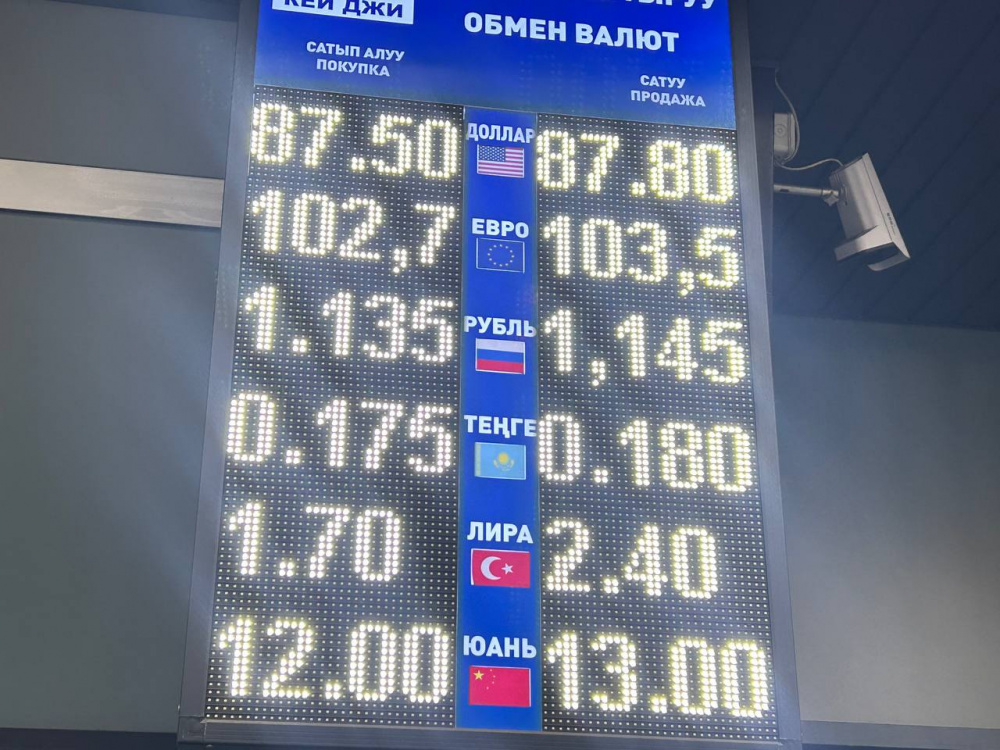 КЕЙ ДЖИ
ОБМЕН ВАЛЮТ
САТЫП АЛУУ
ПОКУПКА
САТУУ
ПРОДАЖА
87.50 ДОЛЛАР 87.80
102,7 ЕВРО 103,5
1.135 РУБЛЬ 1,145
0.175 ТЕҢГЕ 0.180
1.70 ЛИРА 2.40
12.00 ЮАНЬ 13.00